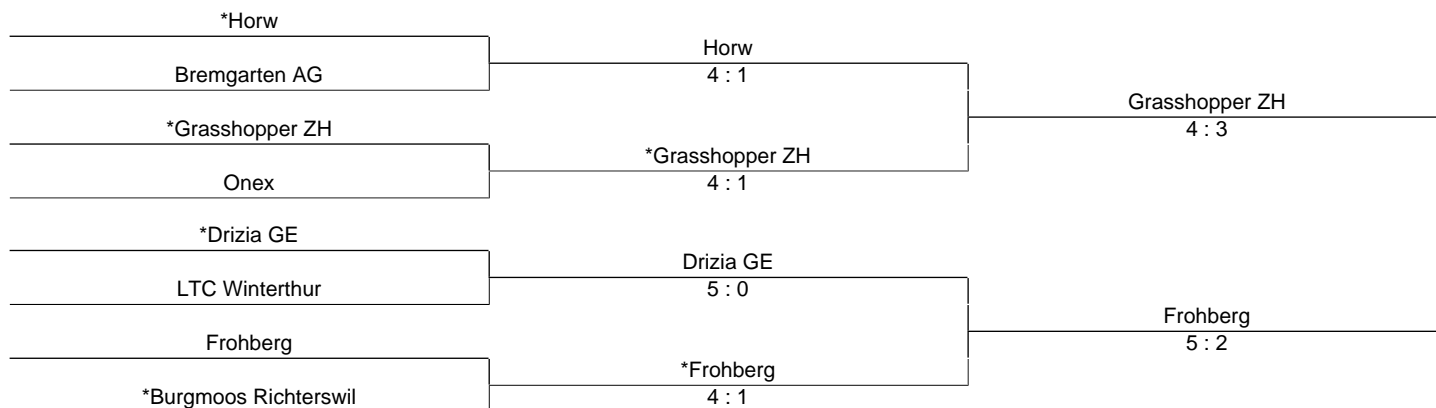 *Horw
Bremgarten AG
Horw
4 : 1
*Grasshopper ZH
Onex
*Grasshopper ZH
4 : 1
Grasshopper ZH
4 : 3
*Drizia GE
LTC Winterthur
Drizia GE
5 : 0
Frohberg
*Burgmoos Richterswil
*Frohberg
4 : 1
Frohberg
5 : 2